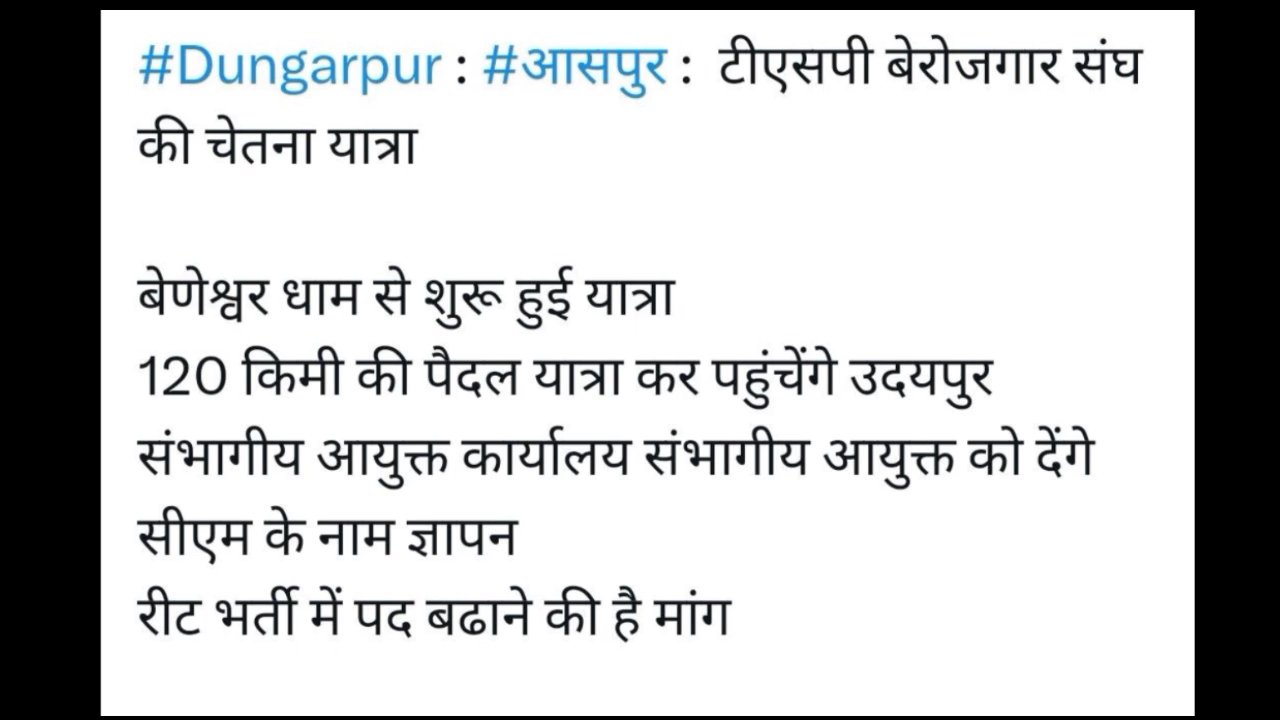 #Dungarpur : #आसपुर : टीएसपी बेरोजगार संघ
की चेतना यात्रा
बेणेश्वर धाम से शुरू हुई यात्रा
120 किमी की पैदल यात्रा कर पहुंचेंगे उदयपुर
संभागीय आयुक्त कार्यालय संभागीय आयुक्त को देंगे
सीएम के नाम ज्ञापन
रीट भर्ती में पद बढाने की है मांग